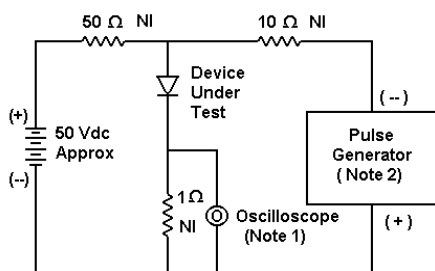 50 Ω NI
10 Ω NI
Device
Under
Test
(+)
50 Vdc
Approx
(--)
1Ω
NI
Oscilloscope
(Note 1)
(--)
Pulse
Generator
( Note 2)
(+)